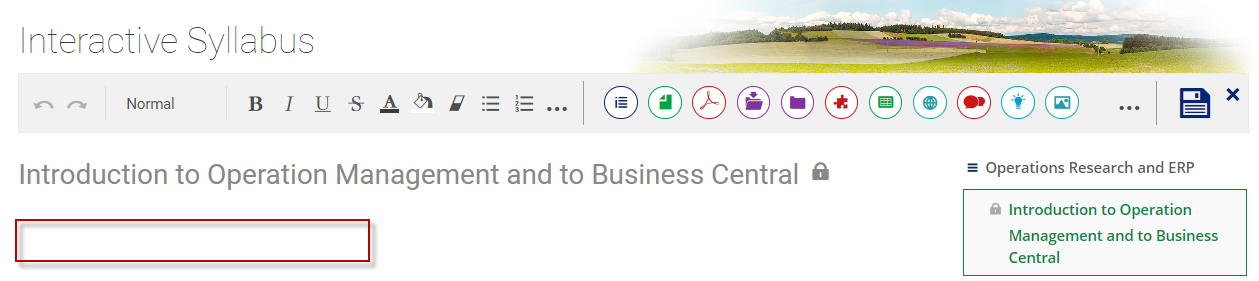 Interactive Syllabus
Normal
B I U S A
Introduction to Operation Management and to Business Central
Operations Research and ERP
Introduction to Operation
Management and to Business
Central